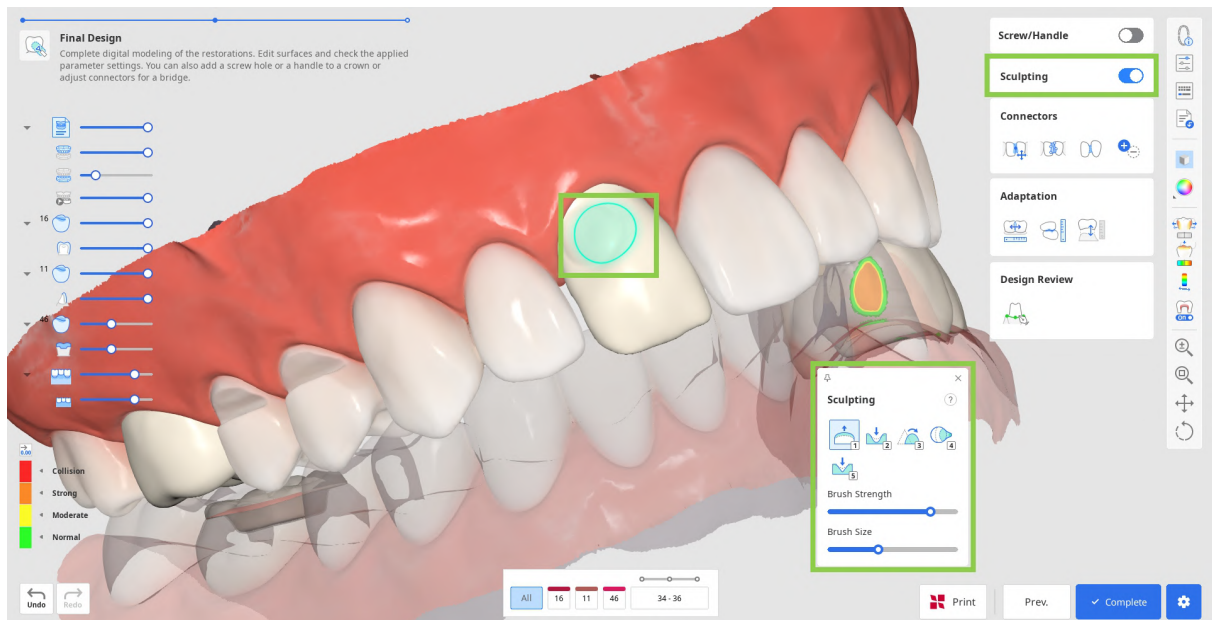 Final Design
Complete digital modeling of the restorations. Edit surfaces and check the applied
parameter settings. You can also add a screw hole or a handle to a crown or
adjust connectors for a bridge.
16
11
46
0.00
Collision
Strong
Moderate
Normal
Undo
Redo
All
16
11
46
34 - 36
Screw/Handle
Sculpting
Connectors
Adaptation
Design Review
Sculpting
?
1
2
3
4
5
Brush Strength
Brush Size
Print
Prev.
Complete
ON